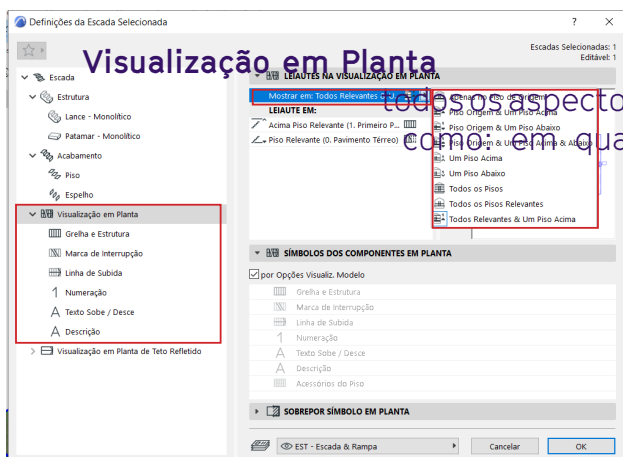 Definições da Escada Selecionada
?
Visualização em Planta
Escadas Selecionadas: 1
Editável: 1
Escada
Estrutura
Lance - Monolítico
Patamar - Monolítico
Acabamento
Piso
Espelho
Visualização em Planta
Grelha e Estrutura
Marca de Interrupção
Linha de Subida
Numeração
Texto Sobe / Desce
Descrição
Visualização em Planta de Teto Refletido
LEIAUTES NA VISUALIZAÇÃO EM PLANTA
Mostrar em: Todos Relevantes
LEIAUTE EM:
Acima Piso Relevante (1. Primeiro P...
Piso Relevante (0. Pavimento Térreo)
todos os aspecto
como: em qua
Apenas no Piso de Origem
Piso Origem & Um Piso Acima
Piso Origem & Um Piso Abaixo
Piso Origem & Um Piso Acima & Abaixo
Um Piso Acima
Um Piso Abaixo
Todos os Pisos
Todos os Pisos Relevantes
Todos Relevantes & Um Piso Acima
SÍMBOLOS DOS COMPONENTES EM PLANTA
por Opções Visualiz. Modelo
Grelha e Estrutura
Marca de Interrupção
Linha de Subida
1 Numeração
Texto Sobe / Desce
Descrição
Acessórios do Piso
SOBREPOR SÍMBOLO EM PLANTA
EST - Escada & Rampa
Cancelar
OK